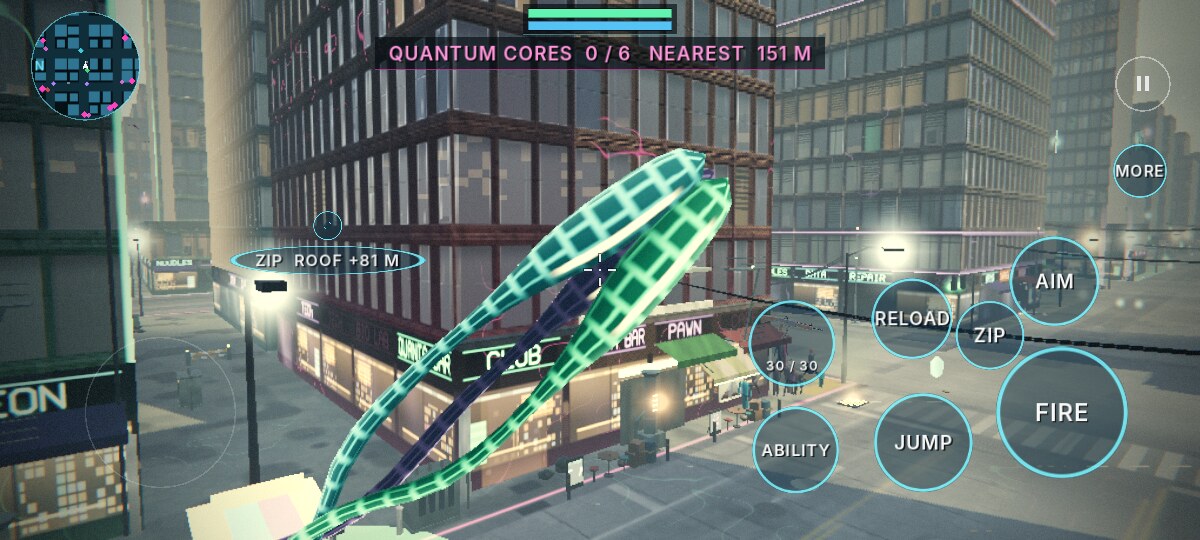 QUANTUM CORES 0 / 6 NEAREST 151 M
N
MORE
ZIP ROOF +81 M
NOODLES
AIM
RELOAD
ZIP
30 / 30
FIRE
ABILITY
JUMP
CLUB
BAR
PAWN
REPAIR
EON